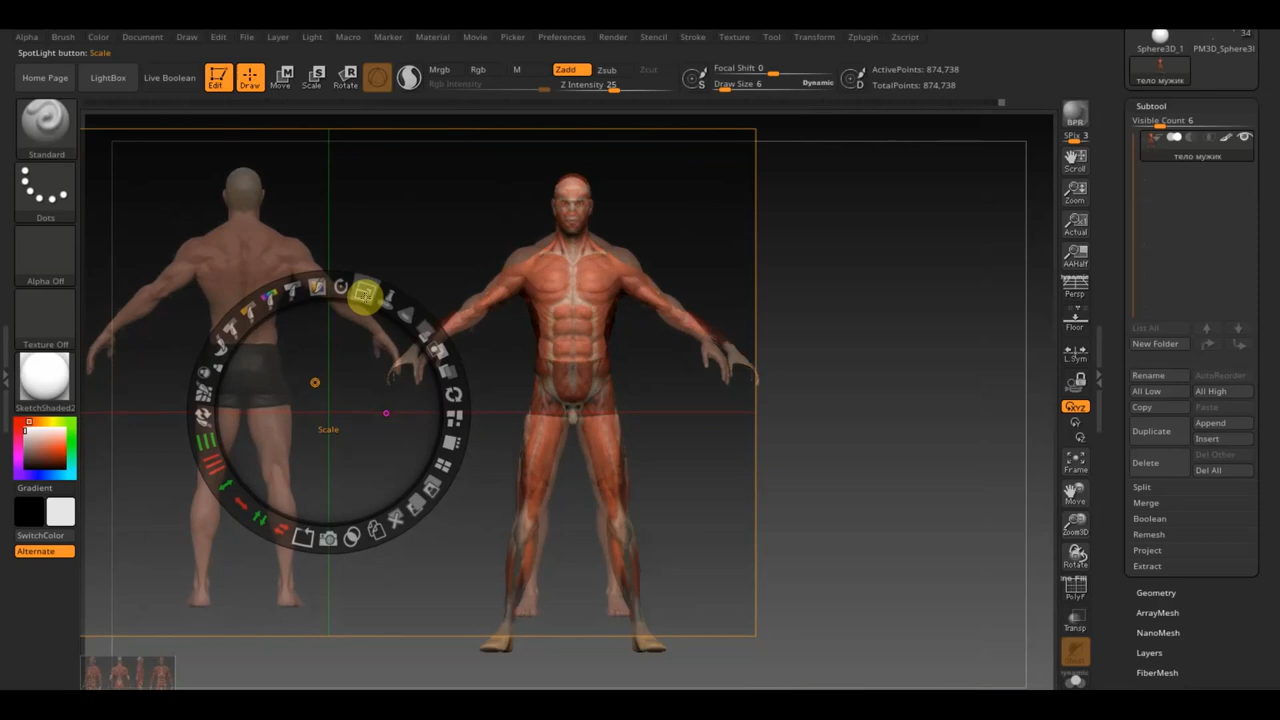 Alpha Brush Color Document Draw Edit File Layer Light Macro Marker Material Movie Picker Preferences Render Stencil Stroke Texture Tool Transform Zplugin Zscript
SpotLight button: Scale
Home Page
LightBox
Live Boolean
Edit
Draw
Move
Scale
Rotate
Mrgb
Rgb
M
Rgb Intensity
Zadd
Zsub
Zcut
Z Intensity 25
Focal Shift 0
Draw Size 6
Dynamic
S
D
ActivePoints: 874,738
TotalPoints: 874,738
Standard
Dots
Alpha Off
Texture Off
SketchShaded2
Gradient
SwitchColor
Alternate
Scale
BPR
SPix 3
Scroll
Zoom
Actual
AAHalf
Persp
Floor
L.Sym
XYZ
Frame
Move
Zoom3D
Rotate
PolyF
Transp
34
Sphere3D_1
PM3D_Sphere3I
тело мужик
Subtool
Visible Count 6
тело мужик
List All
New Folder
Rename
AutoReorder
All Low
All High
Copy
Paste
Duplicate
Append
Insert
Delete
Del Other
Del All
Split
Merge
Boolean
Remesh
Project
Extract
Geometry
ArrayMesh
NanoMesh
Layers
FiberMesh